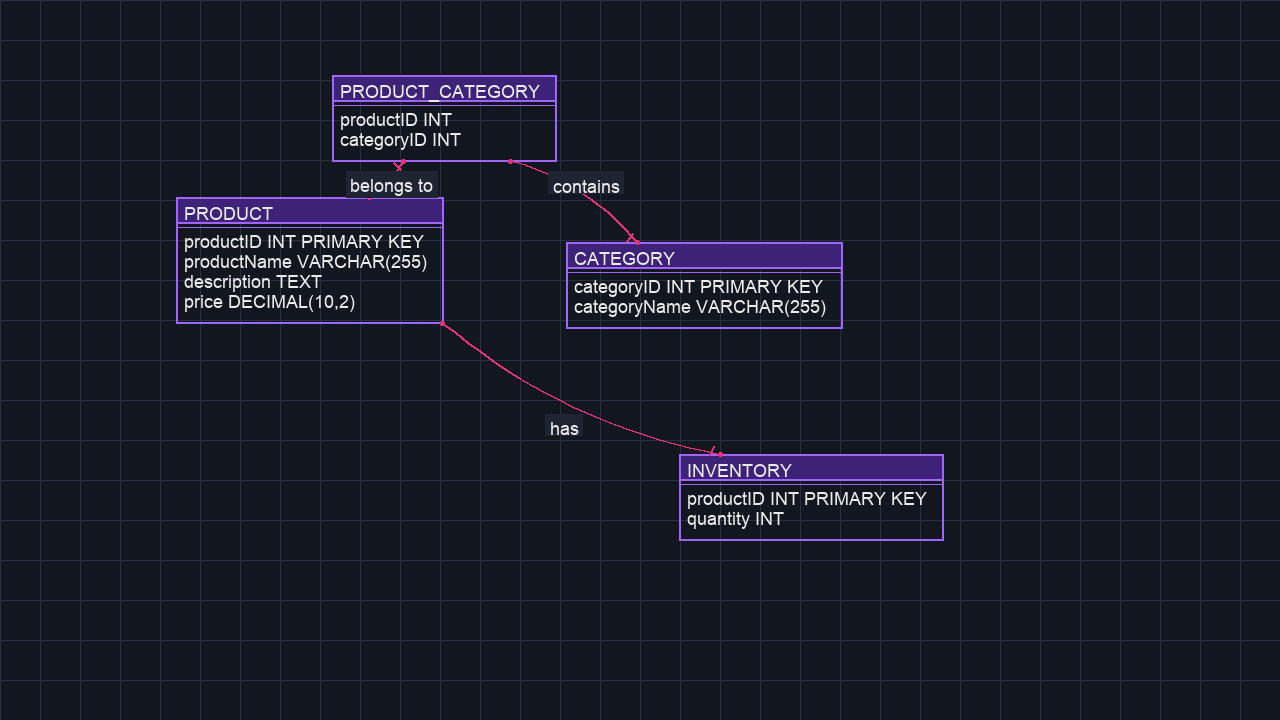 PRODUCT_CATEGORY
productID INT
categoryID INT
belongs to
contains
PRODUCT
productID INT PRIMARY KEY
productName VARCHAR(255)
description TEXT
price DECIMAL(10,2)
CATEGORY
categoryID INT PRIMARY KEY
categoryName VARCHAR(255)
has
INVENTORY
productID INT PRIMARY KEY
quantity INT